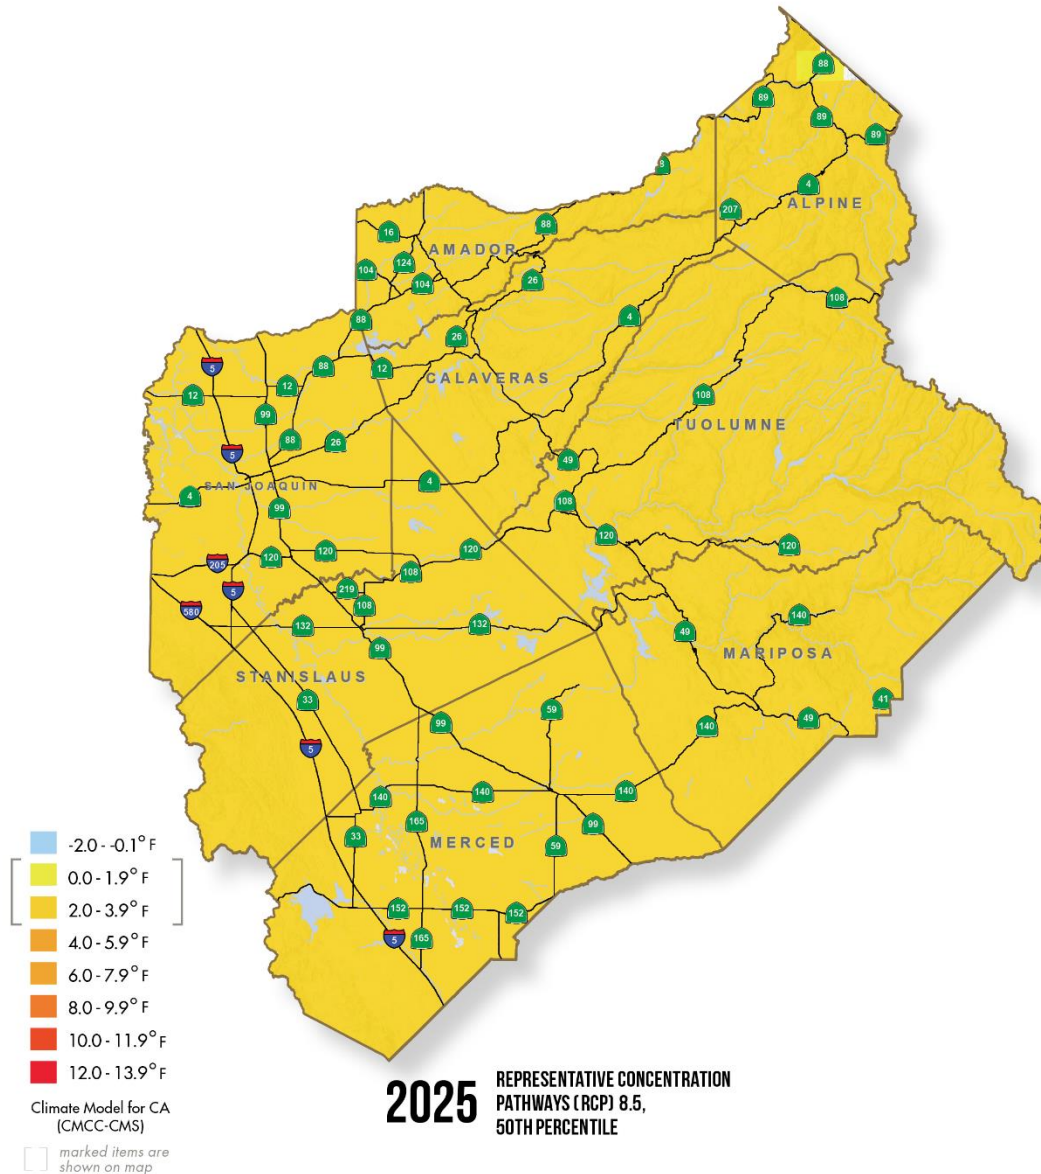 88
89
89
89
4
ALPINE
207
8
88
16
AMADOR
124
104
104
26
108
88
4
26
5
88
12
CALAVERAS
12
12
108
99
TUOLUMNE
88
26
5
49
SAN JOAQUIN
4
4
108
99
120
120
120
120
120
205
108
5
219
580
108
140
132
132
49
99
MARIPOSA
STANISLAUS
33
41
59
99
49
140
5
140
140
140
165
99
33
MERCED
59
152
152
152
5
165
-2.0 - -0.1° F
0.0 - 1.9° F
2.0 - 3.9° F
4.0 - 5.9° F
6.0 - 7.9° F
8.0 - 9.9° F
10.0 - 11.9° F
12.0 - 13.9° F
Climate Model for CA
(CMCC-CMS)
marked items are
shown on map
2025
REPRESENTATIVE CONCENTRATION
PATHWAYS (RCP) 8.5,
50TH PERCENTILE